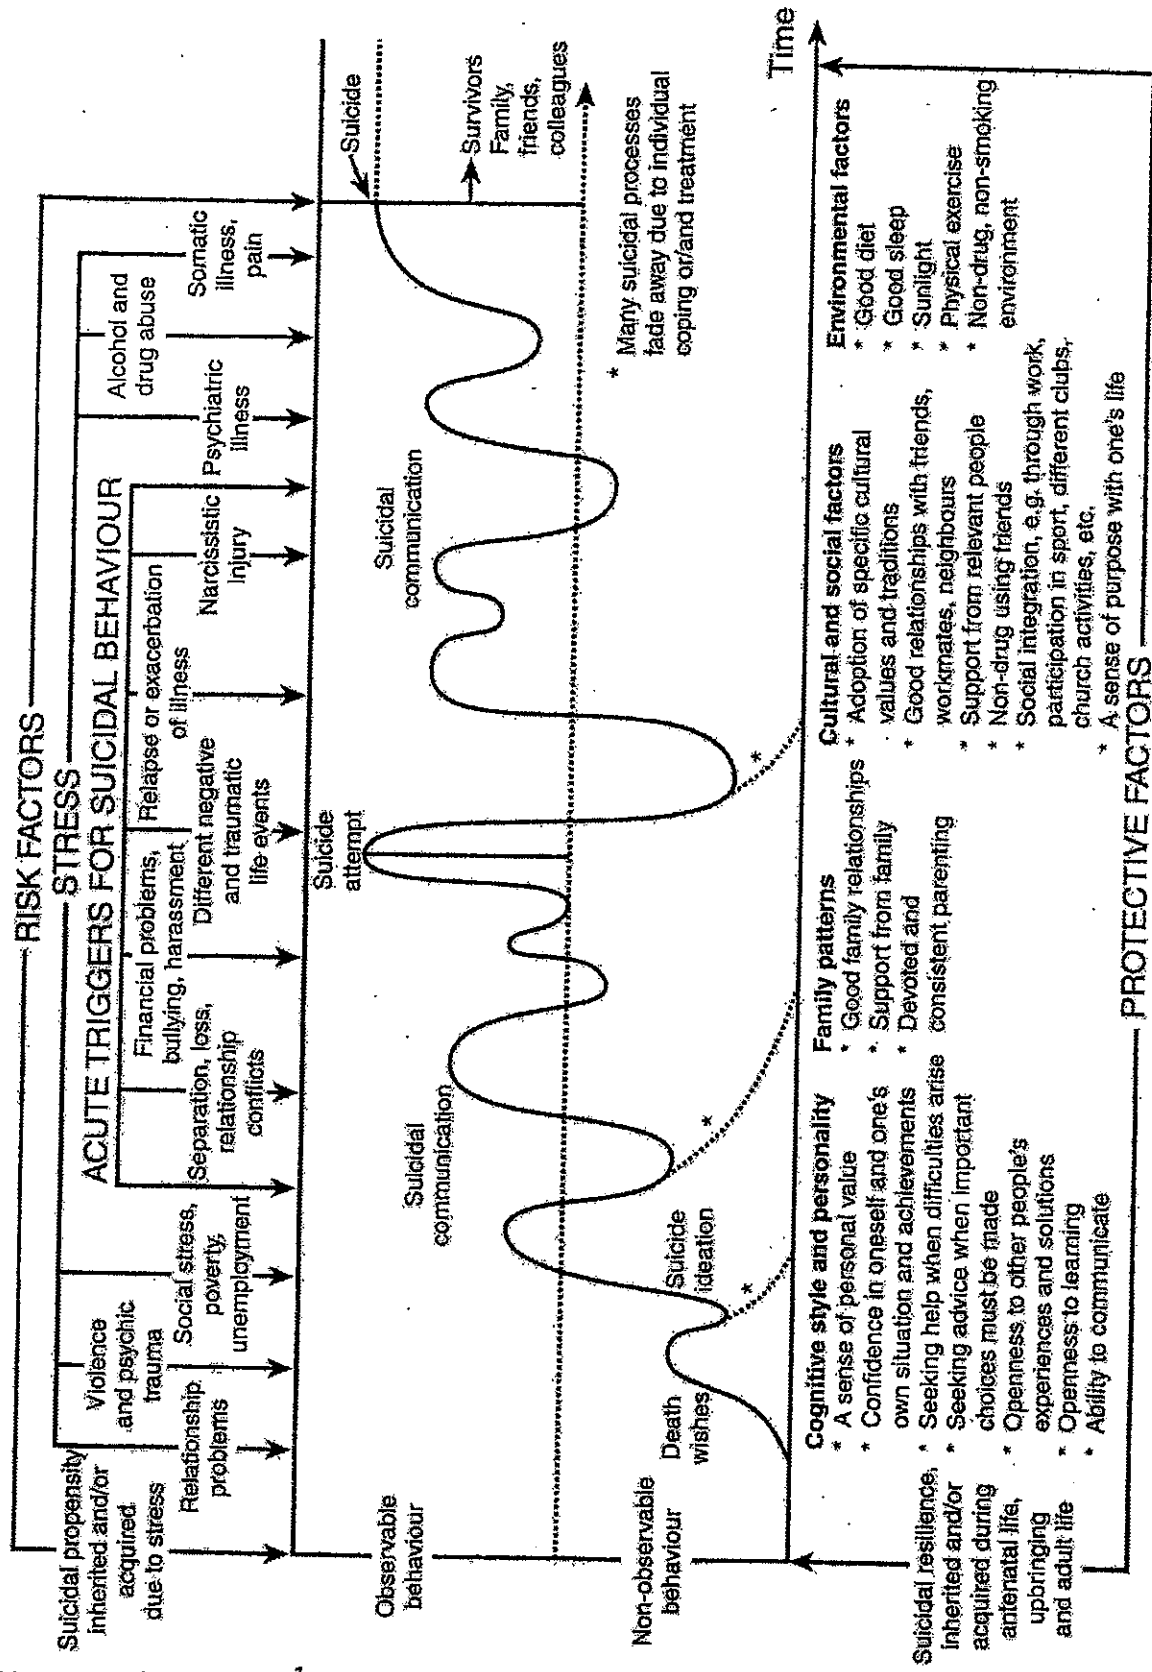 RISK FACTORS
STRESS
ACUTE TRIGGERS FOR SUICIDAL BEHAVIOUR
Suicidal propensity
inherited and/or
acquired
due to stress
Relationship
problems
Violence
and psychic
trauma
Social stress,
poverty,
unemployment
Separation, loss,
relationship
conflicts
Financial problems,
bullying, harassment
Different negative
and traumatic
life events
Relapse or exacerbation
of illness
Narcissistic
Injury
Psychiatric
illness
Alcohol and
drug abuse
Somatic
illness,
pain
Observable
behaviour
Non-observable
behaviour
Death
wishes
Suicide
ideation
Suicidal
communication
Suicide
attempt
Suicidal
communication
Suicide
Survivors
Family,
friends,
colleagues
* Many suicidal processes
fade away due to individual
coping or/and treatment
*
*
*
Time
Suicidal resilience,
inherited and/or
acquired during
antenatal life,
upbringing
and adult life
Cognitive style and personality
* A sense of personal value
* Confidence in oneself and one's
own situation and achievements
* Seeking help when difficulties arise
* Seeking advice when important
choices must be made
* Openness to other people's
experiences and solutions
* Openness to learning
* Ability to communicate
Family patterns
* Good family relationships
* Support from family
* Devoted and
consistent parenting
Cultural and social factors
* Adoption of specific cultural
values and traditions
* Good relationships with friends,
workmates, neighbours
* Support from relevant people
* Non-drug using friends
* Social integration, e.g. through work,
participation in sport, different clubs,
church activities, etc.
* A sense of purpose with one's life
Environmental factors
* Good diet
* Good sleep
* Sunlight
* Physical exercise
* Non-drug, non-smoking
environment
PROTECTIVE FACTORS